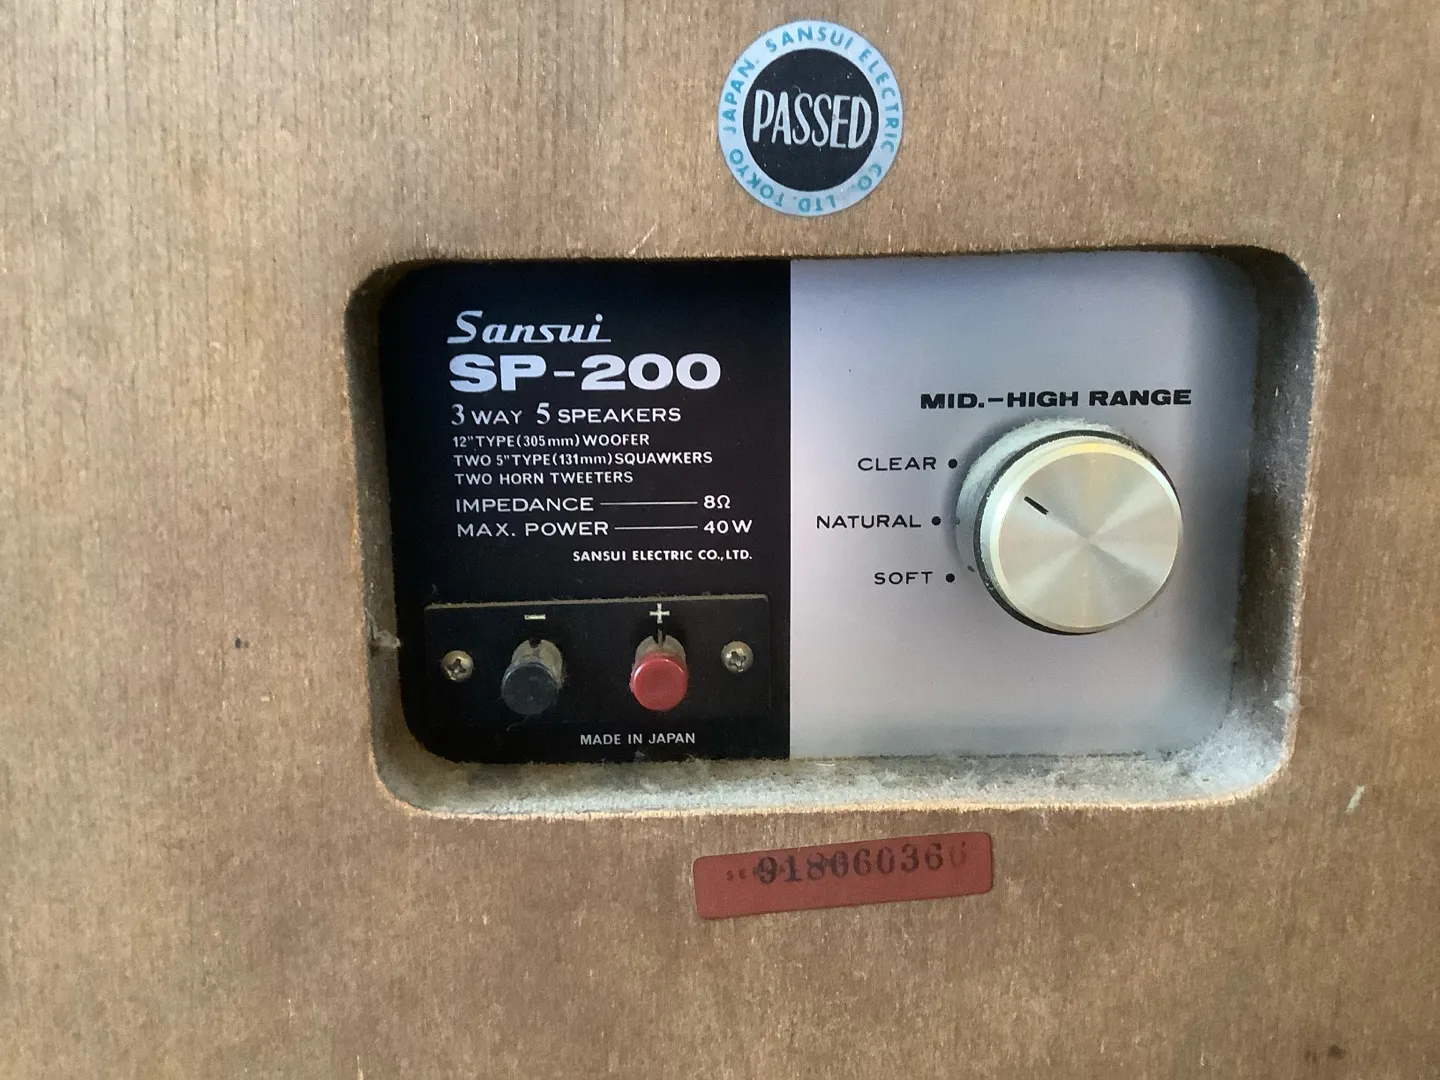 JAPAN. SANSUI ELECTRIC CO. LTD. TOKYO
PASSED
Sansui
SP-200
3 WAY 5 SPEAKERS
12"TYPE(305mm)WOOFER
TWO 5"TYPE(131mm)SQUAWKERS
TWO HORN TWEETERS
IMPEDANCE 8Ω
MAX. POWER 40W
SANSUI ELECTRIC CO.,LTD.
− +
MADE IN JAPAN
MID.-HIGH RANGE
CLEAR
NATURAL
SOFT